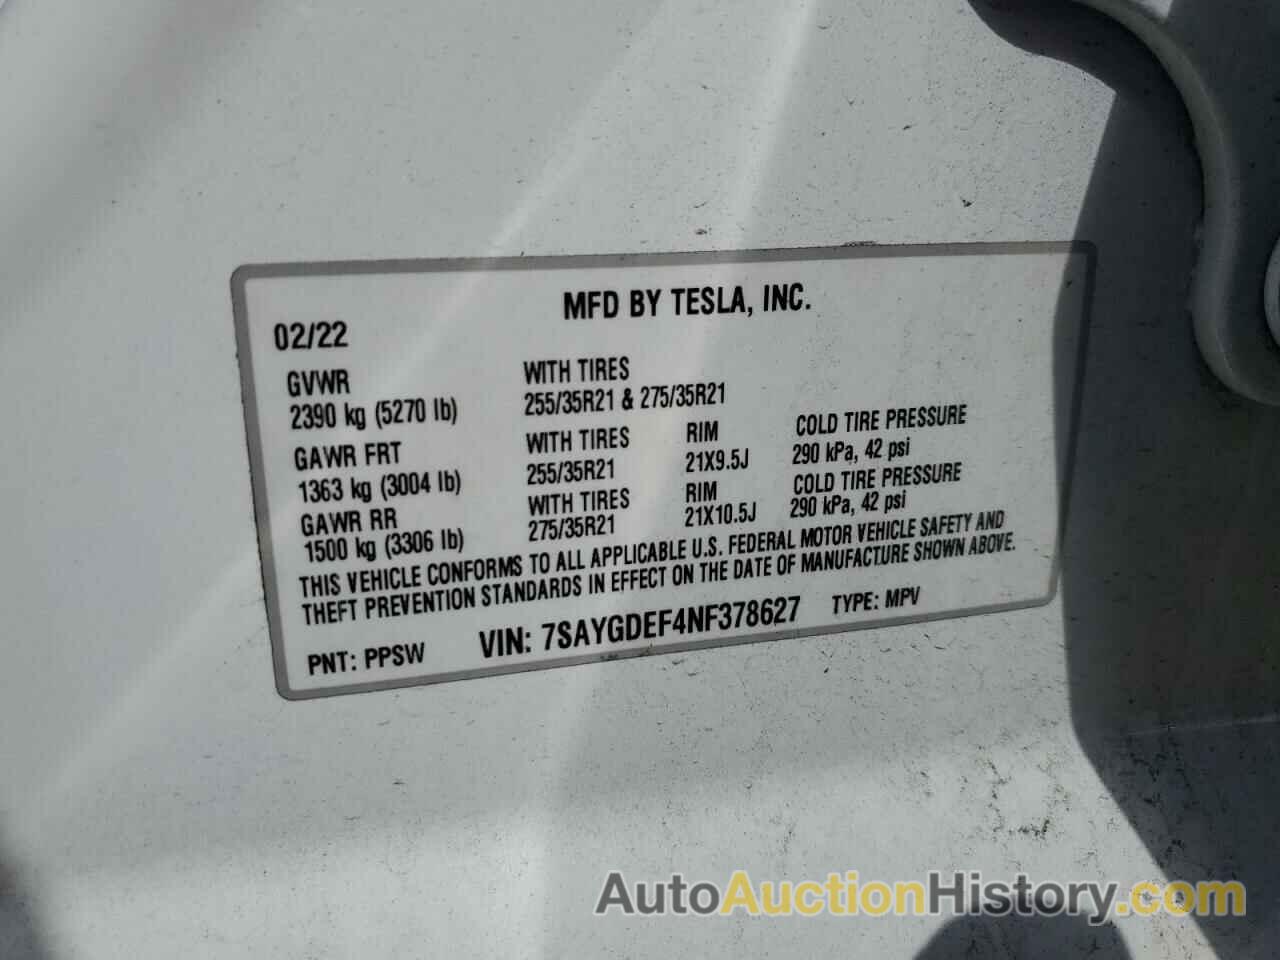 MFD BY TESLA, INC.
02/22
GVWR WITH TIRES
2390 kg (5270 lb) 255/35R21 & 275/35R21
GAWR FRT WITH TIRES RIM COLD TIRE PRESSURE
1363 kg (3004 lb) 255/35R21 21X9.5J 290 kPa, 42 psi
GAWR RR WITH TIRES RIM COLD TIRE PRESSURE
1500 kg (3306 lb) 275/35R21 21X10.5J 290 kPa, 42 psi
THIS VEHICLE CONFORMS TO ALL APPLICABLE U.S. FEDERAL MOTOR VEHICLE SAFETY AND
THEFT PREVENTION STANDARDS IN EFFECT ON THE DATE OF MANUFACTURE SHOWN ABOVE.
PNT: PPSW VIN: 7SAYGDEF4NF378627 TYPE: MPV
AutoAuctionHistory.com